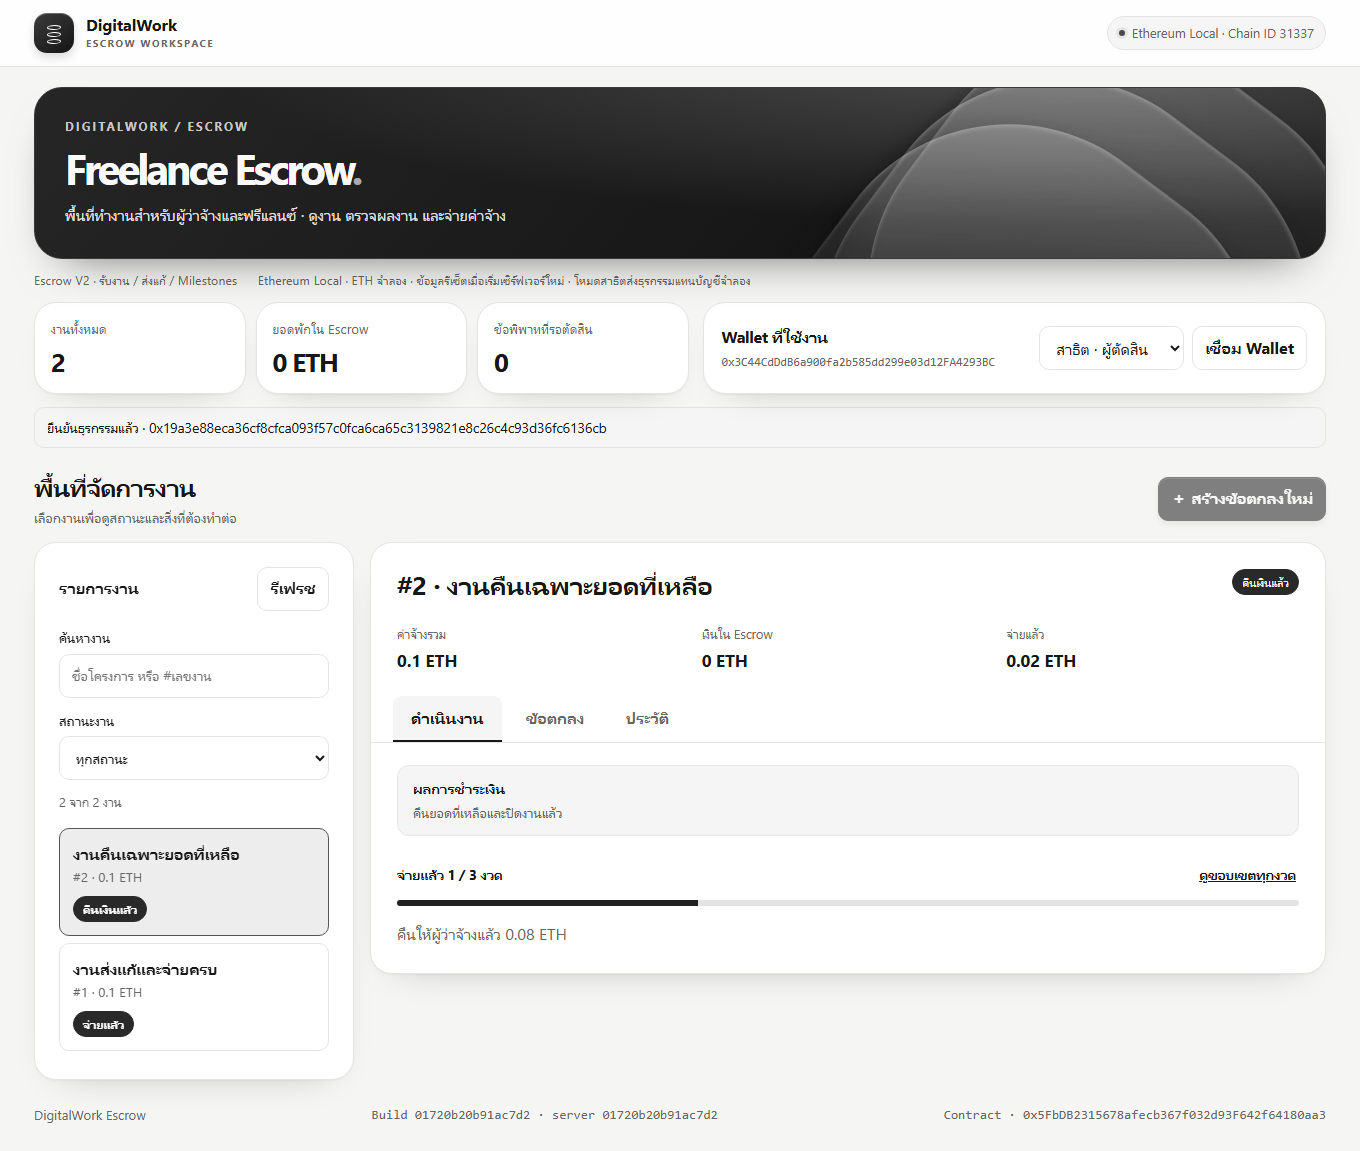 DigitalWork
ESCROW WORKSPACE
Ethereum Local · Chain ID 31337
DIGITALWORK / ESCROW
Freelance Escrow.
พื้นที่ทำงานสำหรับผู้ว่าจ้างและฟรีแลนซ์ · ดูงาน ตรวจผลงาน และจ่ายค่าจ้าง
Escrow V2 · รับงาน / ส่งแก้ / Milestones
Ethereum Local · ETH จำลอง · ข้อมูลรีเซ็ตเมื่อเริ่มเซิร์ฟเวอร์ใหม่ · โหมดสาธิตส่งธุรกรรมแทนบัญชีจำลอง
งานทั้งหมด
2
ยอดพักใน Escrow
0 ETH
ข้อพิพาทที่รอตัดสิน
0
Wallet ที่ใช้งาน
0x3C44CdDdB6a900fa2b585dd299e03d12FA4293BC
สาธิต · ผู้ตัดสิน
เชื่อม Wallet
ยืนยันธุรกรรมแล้ว · 0x19a3e88eca36cf8cfca093f57c0fca6ca65c3139821e8c26c4c93d36fc6136cb
พื้นที่จัดการงาน
เลือกงานเพื่อดูสถานะและสิ่งที่ต้องทำต่อ
+ สร้างข้อตกลงใหม่
รายการงาน
รีเฟรช
ค้นหางาน
ชื่อโครงการ หรือ #เลขงาน
สถานะงาน
ทุกสถานะ
2 จาก 2 งาน
งานคืนเฉพาะยอดที่เหลือ
#2 · 0.1 ETH
คืนเงินแล้ว
งานส่งแก้และจ่ายครบ
#1 · 0.1 ETH
จ่ายแล้ว
#2 · งานคืนเฉพาะยอดที่เหลือ
คืนเงินแล้ว
ค่าจ้างรวม
0.1 ETH
เงินใน Escrow
0 ETH
จ่ายแล้ว
0.02 ETH
ดำเนินงาน
ข้อตกลง
ประวัติ
ผลการชำระเงิน
คืนยอดที่เหลือและปิดงานแล้ว
จ่ายแล้ว 1 / 3 งวด
ดูขอบเขตทุกงวด
คืนให้ผู้ว่าจ้างแล้ว 0.08 ETH
DigitalWork Escrow
Build 01720b20b91ac7d2 · server 01720b20b91ac7d2
Contract · 0x5FbDB2315678afecb367f032d93F642f64180aa3